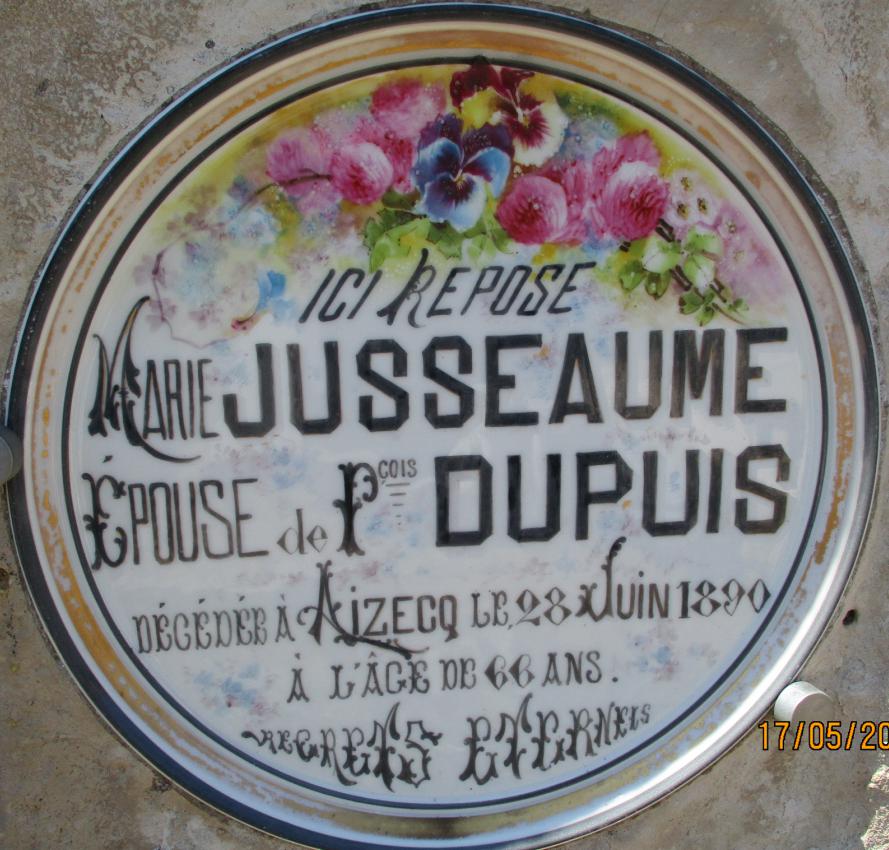 ICI REPOSE
MARIE JUSSEAUME
ÉPOUSE de Fçois DUPUIS
DÉCÉDÉE À AIZECQ LE 28 JUIN 1890
À L'ÂGE DE 66 ANS.
REGRETS ETERNELS
17/05/20